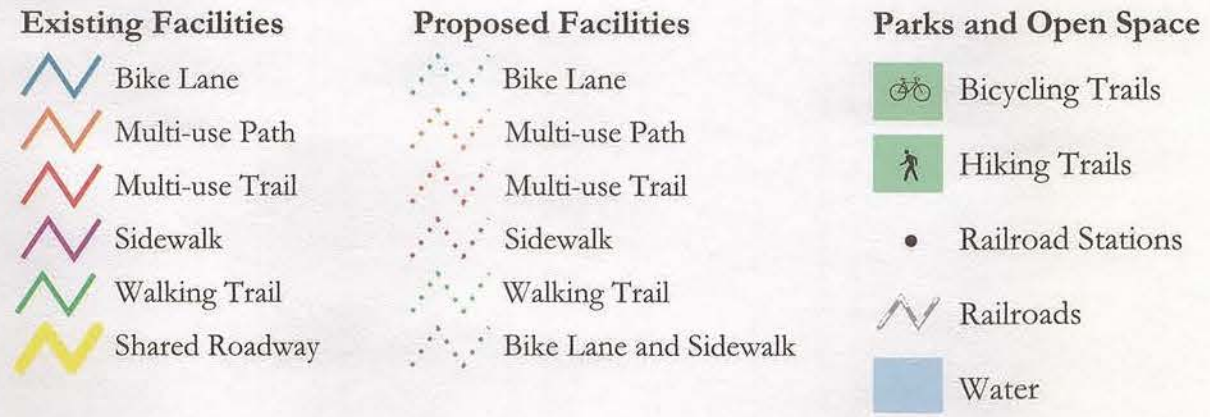 Existing Facilities
Bike Lane
Multi-use Path
Multi-use Trail
Sidewalk
Walking Trail
Shared Roadway
Proposed Facilities
Bike Lane
Multi-use Path
Multi-use Trail
Sidewalk
Walking Trail
Bike Lane and Sidewalk
Parks and Open Space
Bicycling Trails
Hiking Trails
Railroad Stations
Railroads
Water